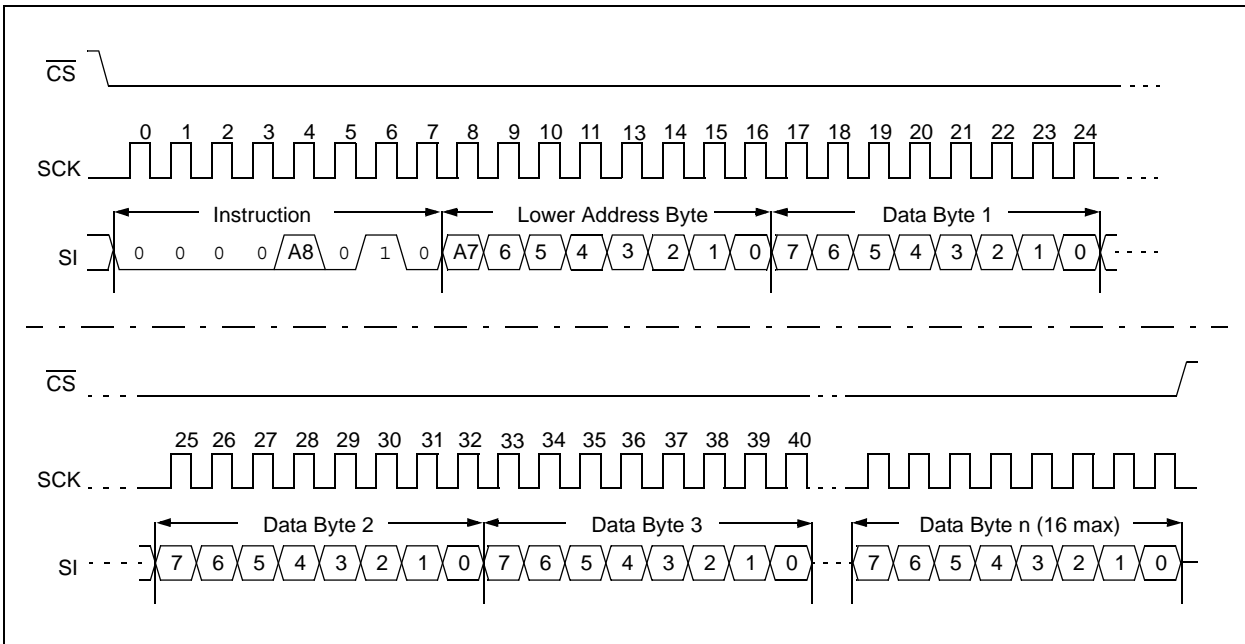 CS
0 1 2 3 4 5 6 7 8 9 10 11 13 14 15 16 17 18 19 20 21 22 23 24
SCK
Instruction Lower Address Byte Data Byte 1
SI 0 0 0 0 A8 0 1 0 A7 6 5 4 3 2 1 0 7 6 5 4 3 2 1 0
CS
25 26 27 28 29 30 31 32 33 34 35 36 37 38 39 40
SCK
Data Byte 2 Data Byte 3 Data Byte n (16 max)
SI 7 6 5 4 3 2 1 0 7 6 5 4 3 2 1 0 7 6 5 4 3 2 1 0